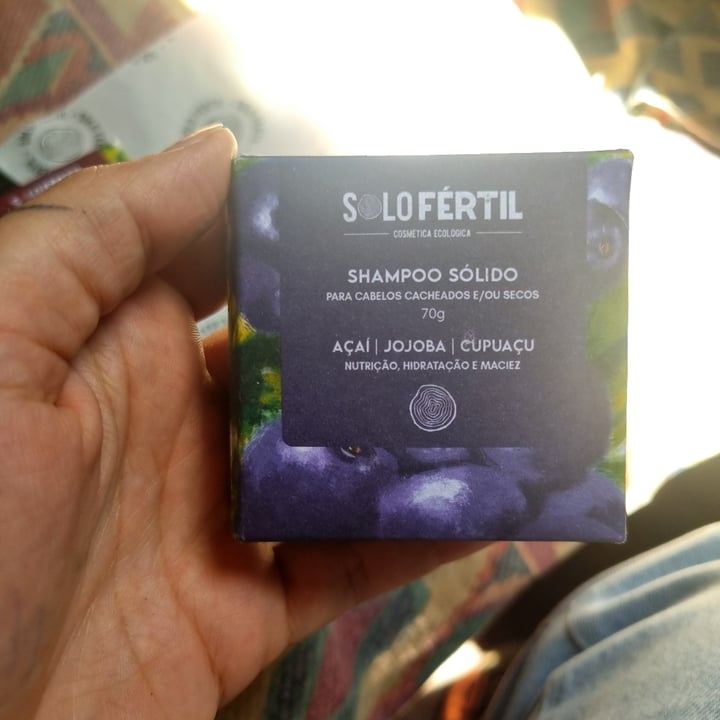 SOLO FÉRTIL
COSMÉTICA ECOLÓGICA
SHAMPOO SÓLIDO
PARA CABELOS CACHEADOS E/OU SECOS
70g
AÇAÍ | JOJOBA | CUPUAÇU
NUTRIÇÃO, HIDRATAÇÃO E MACIEZ